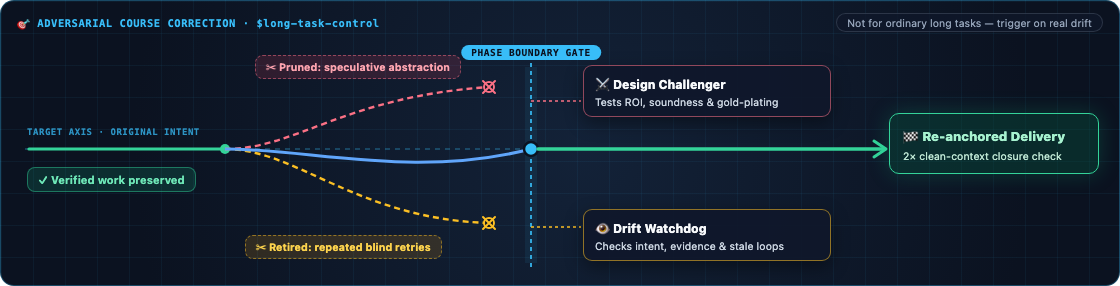 🎯 ADVERSARIAL COURSE CORRECTION · $long-task-control
Not for ordinary long tasks — trigger on real drift
PHASE BOUNDARY GATE
✂ Pruned: speculative abstraction
⚔️ Design Challenger
Tests ROI, soundness & gold-plating
TARGET AXIS · ORIGINAL INTENT
✓ Verified work preserved
🏁 Re-anchored Delivery
2× clean-context closure check
✂ Retired: repeated blind retries
👁️ Drift Watchdog
Checks intent, evidence & stale loops